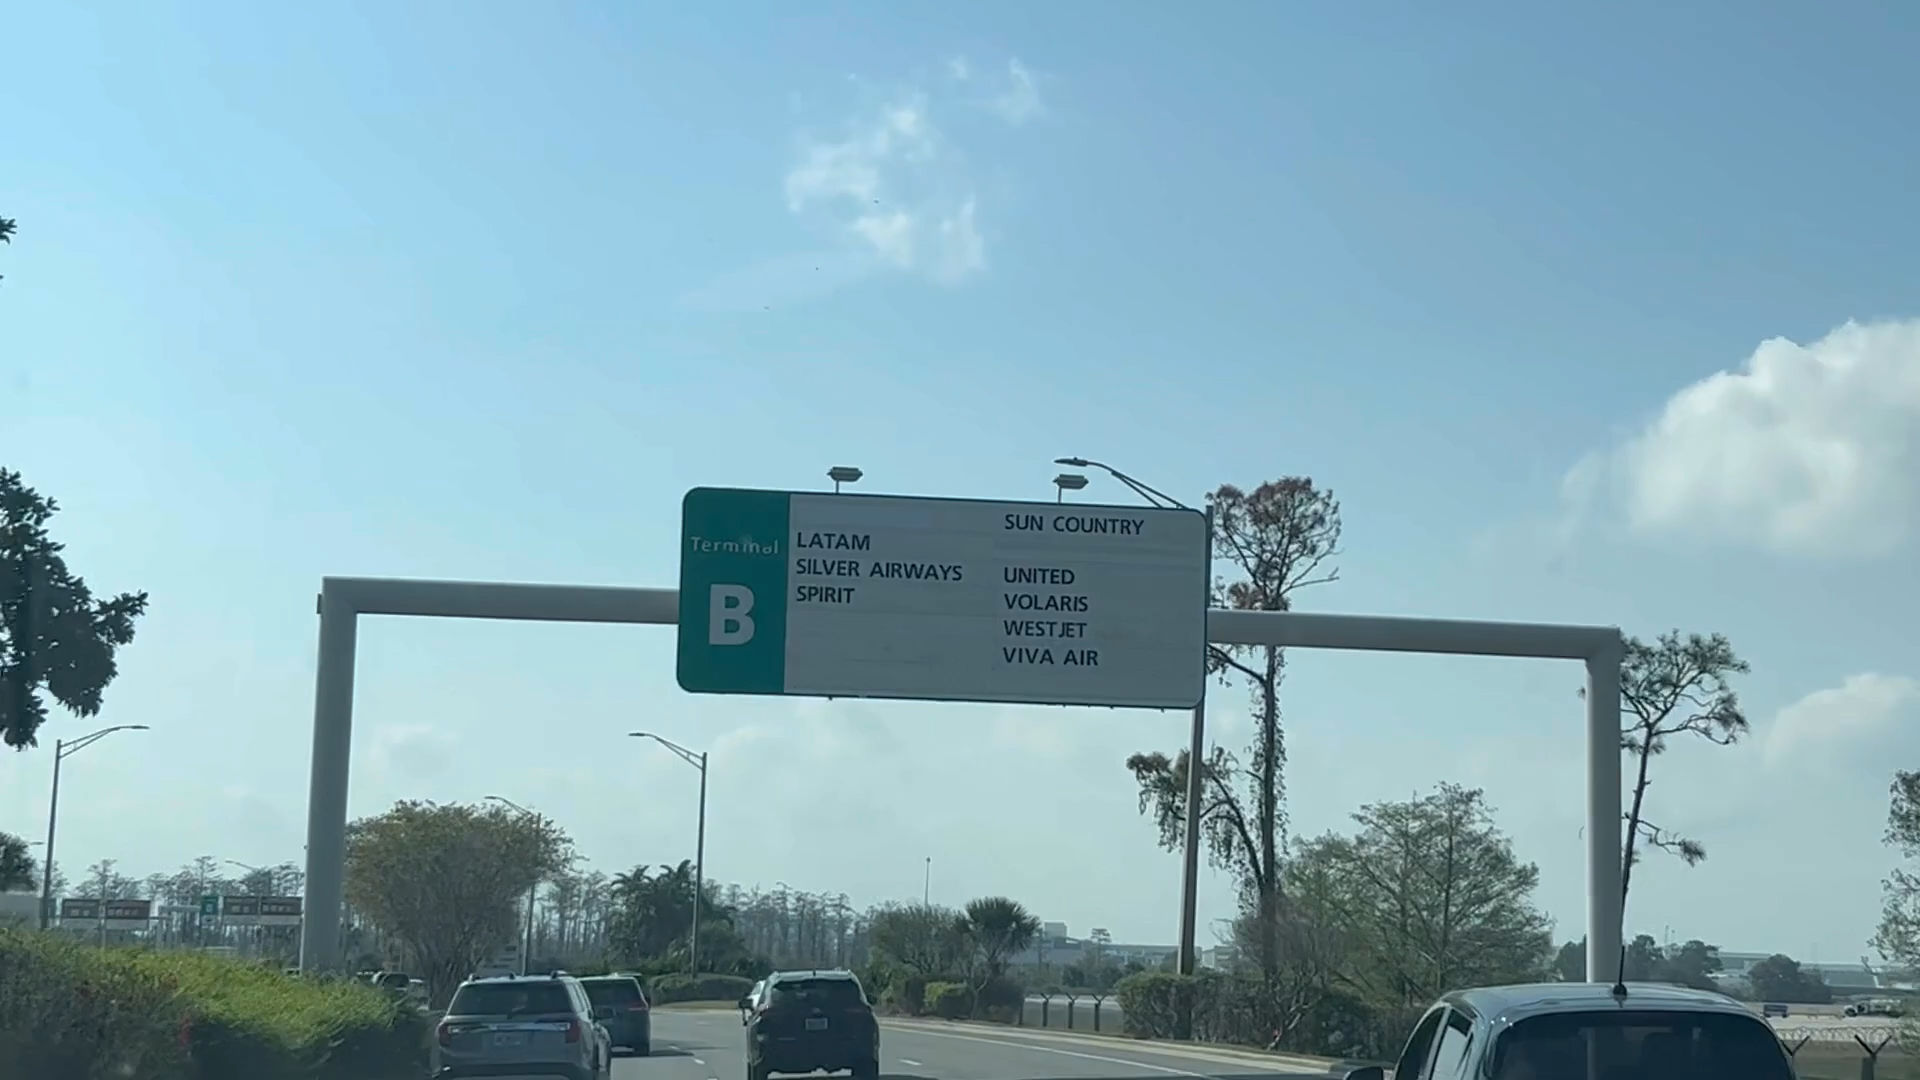 Terminal
B
LATAM
SILVER AIRWAYS
SPIRIT
SUN COUNTRY
UNITED
VOLARIS
WESTJET
VIVA AIR